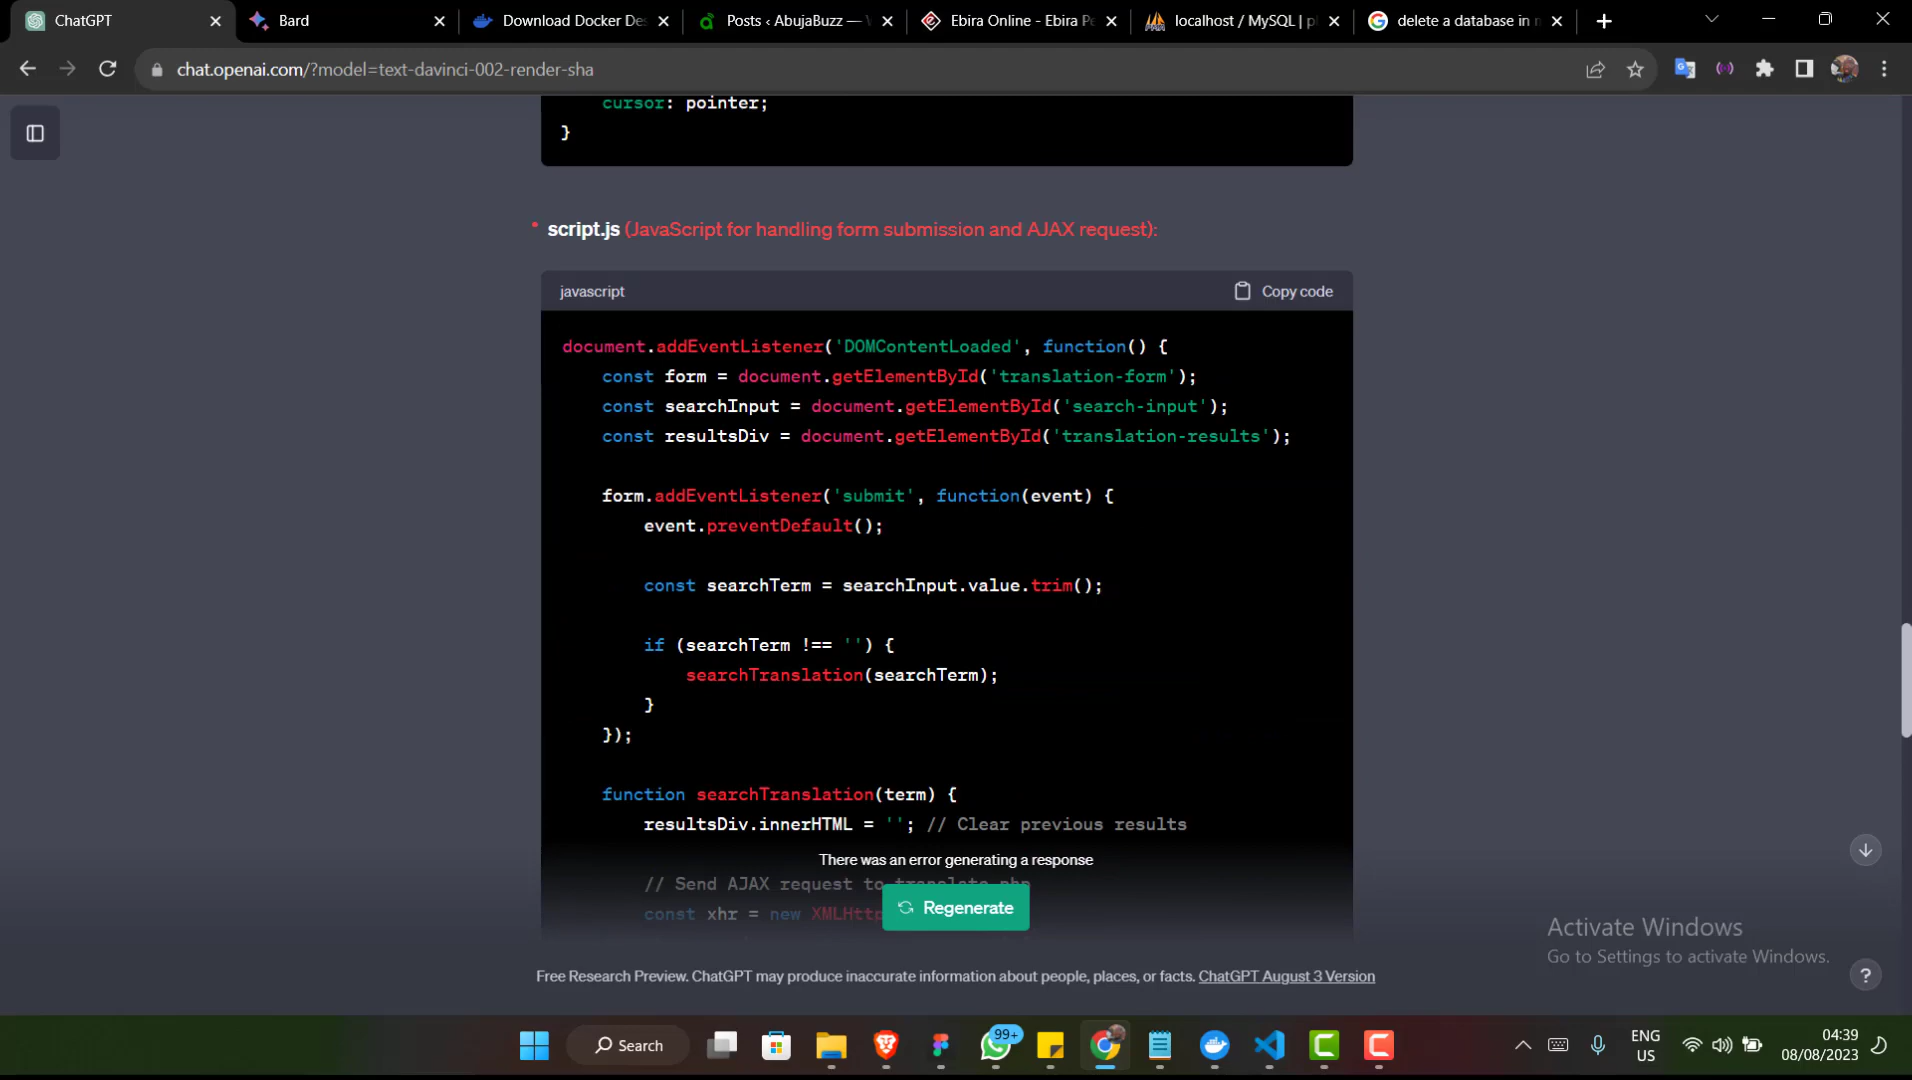 ChatGPT
Bard
Download Docker Des
Posts ‹ AbujaBuzz —
Ebira Online - Ebira Pe
localhost / MySQL | p
delete a database in
chat.openai.com/?model=text-davinci-002-render-sha
cursor: pointer;
}
script.js (JavaScript for handling form submission and AJAX request):
javascript
Copy code
document.addEventListener('DOMContentLoaded', function() {
const form = document.getElementById('translation-form');
const searchInput = document.getElementById('search-input');
const resultsDiv = document.getElementById('translation-results');
form.addEventListener('submit', function(event) {
event.preventDefault();
const searchTerm = searchInput.value.trim();
if (searchTerm !== '') {
searchTranslation(searchTerm);
}
});
function searchTranslation(term) {
resultsDiv.innerHTML = ''; // Clear previous results
There was an error generating a response
// Send AJAX request to translate.php
const xhr = new XMLHttp
Regenerate
Activate Windows
Go to Settings to activate Windows.
Free Research Preview. ChatGPT may produce inaccurate information about people, places, or facts. ChatGPT August 3 Version
?
Search
99+
ENG
US
04:39
08/08/2023